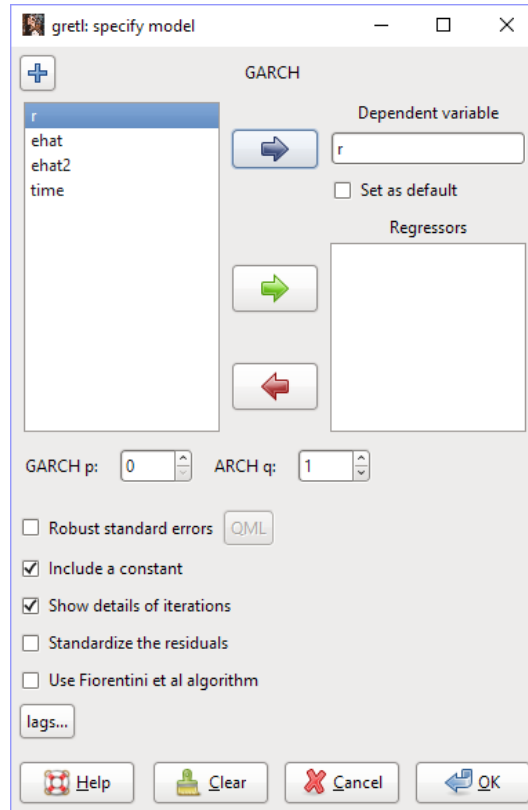 gretl: specify model
GARCH
r
ehat
ehat2
time
Dependent variable
r
Set as default
Regressors
GARCH p: 0 ARCH q: 1
Robust standard errors QML
Include a constant
Show details of iterations
Standardize the residuals
Use Fiorentini et al algorithm
lags...
Help Clear Cancel OK